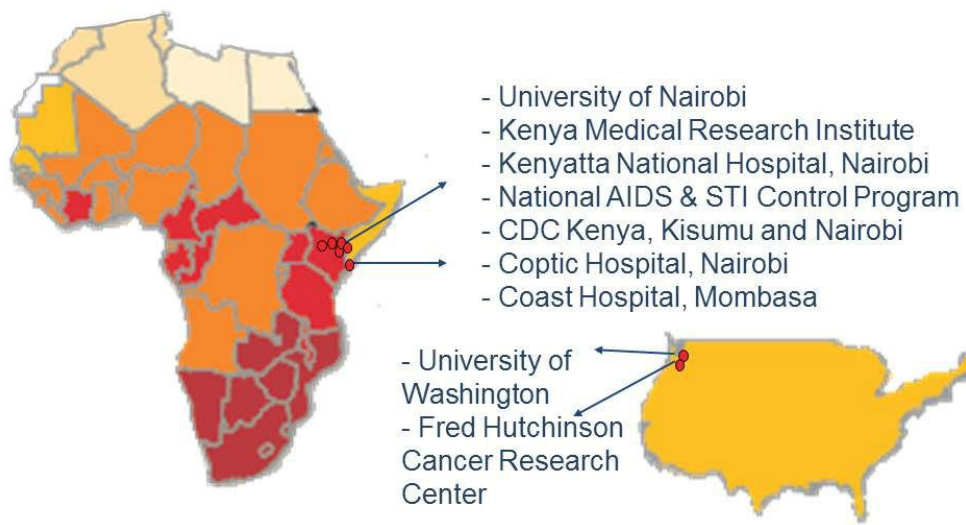 - University of Nairobi
- Kenya Medical Research Institute
- Kenyatta National Hospital, Nairobi
- National AIDS & STI Control Program
- CDC Kenya, Kisumu and Nairobi
- Coptic Hospital, Nairobi
- Coast Hospital, Mombasa
- University of
Washington
- Fred Hutchinson
Cancer Research
Center